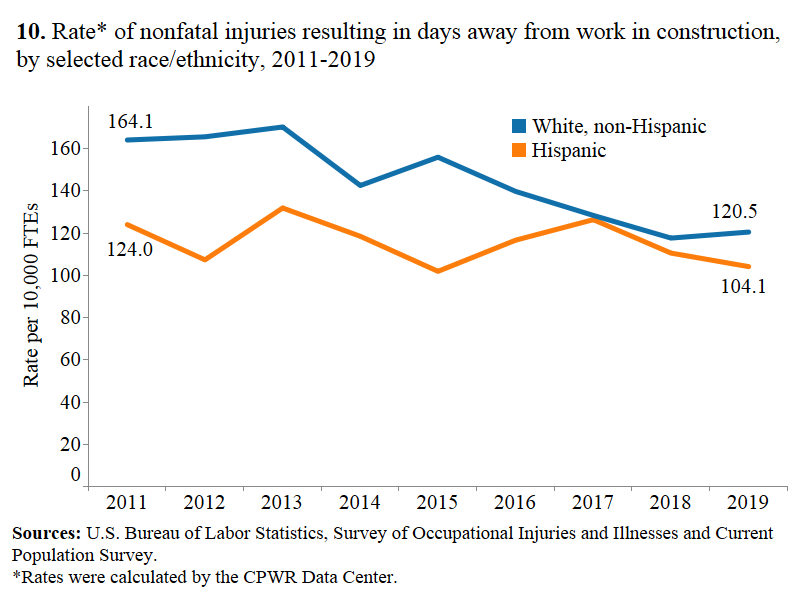 10. Rate* of nonfatal injuries resulting in days away from work in construction,
by selected race/ethnicity, 2011-2019
164.1
White, non-Hispanic
Hispanic
160
140
120.5
120
124.0
100
104.1
80
60
40
20
0
Rate per 10,000 FTEs
2011 2012 2013 2014 2015 2016 2017 2018 2019
Sources: U.S. Bureau of Labor Statistics, Survey of Occupational Injuries and Illnesses and Current
Population Survey.
*Rates were calculated by the CPWR Data Center.